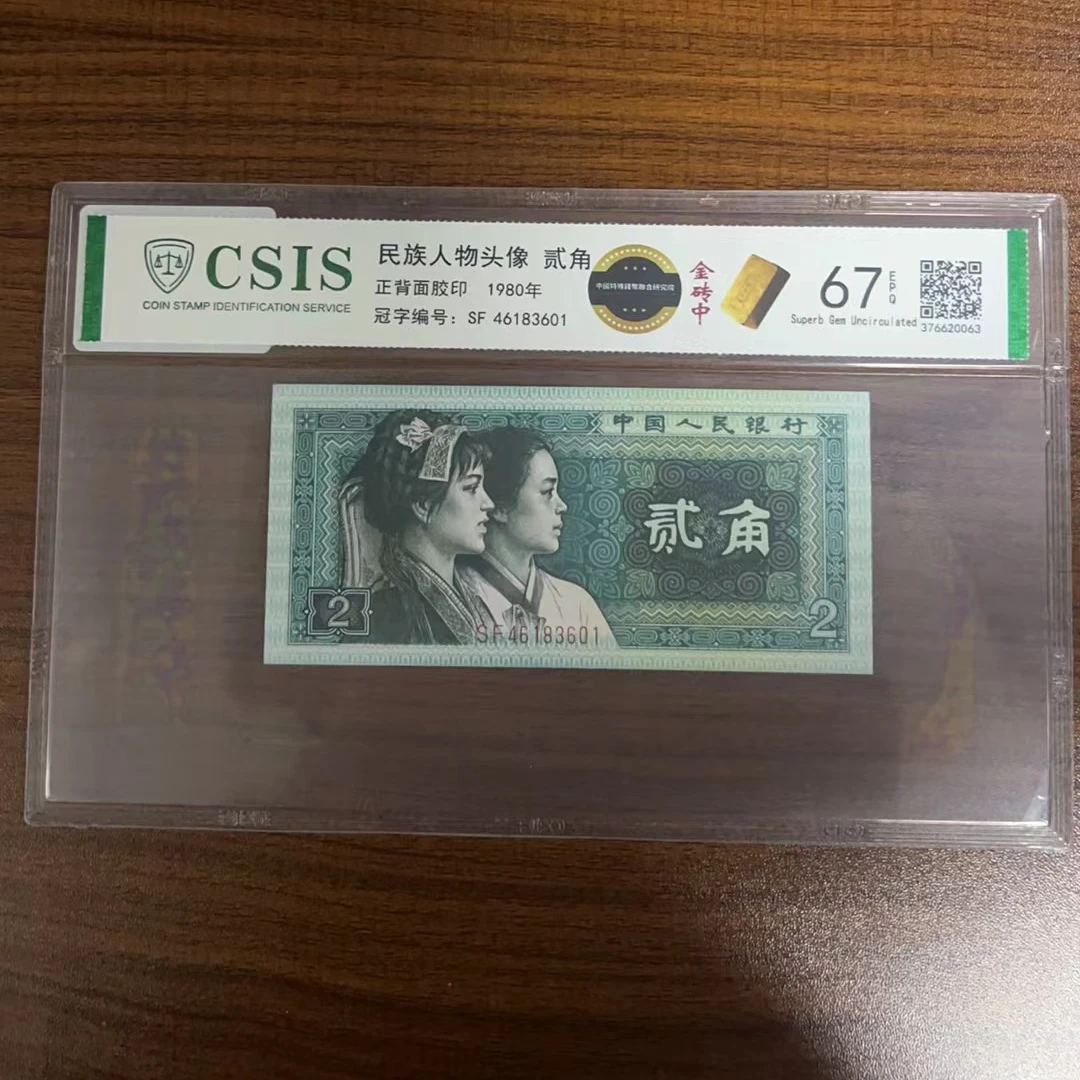 CSIS
COIN STAMP IDENTIFICATION SERVICE
民族人物头像 贰角
正背面胶印 1980年
冠字编号：SF 46183601
金砖中
67
EPQ
Superb Gem Uncirculated
376620063
中国人民银行
贰角
2
2
SF46183601